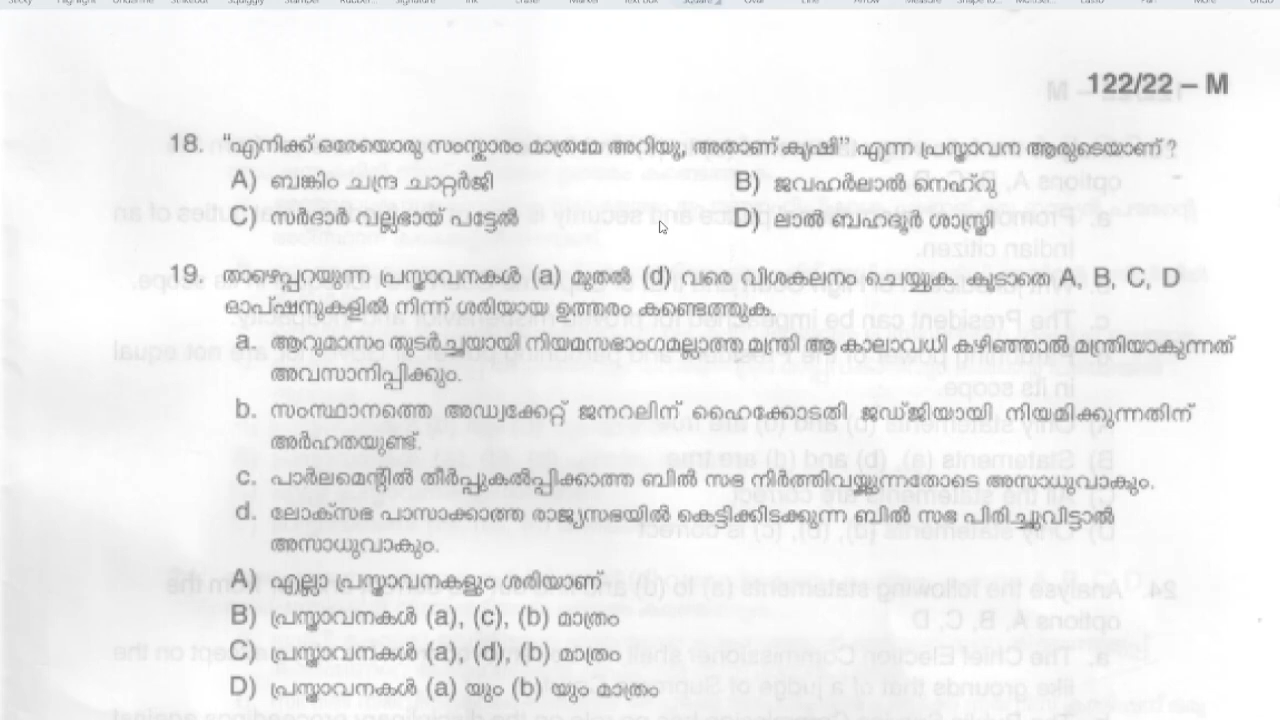 122/22 – M
18. "എനിക്ക് ഒരേയൊരു സംസ്കാരം മാത്രമേ അറിയൂ, അതാണ് കൃഷി" എന്ന പ്രസ്താവന ആരുടെയാണ് ?
A) ബങ്കിം ചന്ദ്ര ചാറ്റർജി B) ജവഹർലാൽ നെഹ്‌റു
C) സർദാർ വല്ലഭായ് പട്ടേൽ D) ലാൽ ബഹദൂർ ശാസ്ത്രി
19. താഴെപ്പറയുന്ന പ്രസ്താവനകൾ (a) മുതൽ (d) വരെ വിശകലനം ചെയ്യുക. കൂടാതെ A, B, C, D
ഓപ്ഷനുകളിൽ നിന്ന് ശരിയായ ഉത്തരം കണ്ടെത്തുക.
a. ആറുമാസം തുടർച്ചയായി നിയമസഭാംഗമല്ലാത്ത മന്ത്രി ആ കാലാവധി കഴിഞ്ഞാൽ മന്ത്രിയാകുന്നത്
അവസാനിപ്പിക്കും.
b. സംസ്ഥാനത്തെ അഡ്വക്കേറ്റ് ജനറലിന് ഹൈക്കോടതി ജഡ്ജിയായി നിയമിക്കുന്നതിന്
അർഹതയുണ്ട്.
c. പാർലമെന്റിൽ തീർപ്പുകൽപ്പിക്കാത്ത ബിൽ സഭ നിർത്തിവയ്ക്കുന്നതോടെ അസാധുവാകും.
d. ലോക്സഭ പാസാക്കാത്ത രാജ്യസഭയിൽ കെട്ടിക്കിടക്കുന്ന ബിൽ സഭ പിരിച്ചുവിട്ടാൽ
അസാധുവാകും.
A) എല്ലാ പ്രസ്താവനകളും ശരിയാണ്
B) പ്രസ്താവനകൾ (a), (c), (b) മാത്രം
C) പ്രസ്താവനകൾ (a), (d), (b) മാത്രം
D) പ്രസ്താവനകൾ (a) യും (b) യും മാത്രം